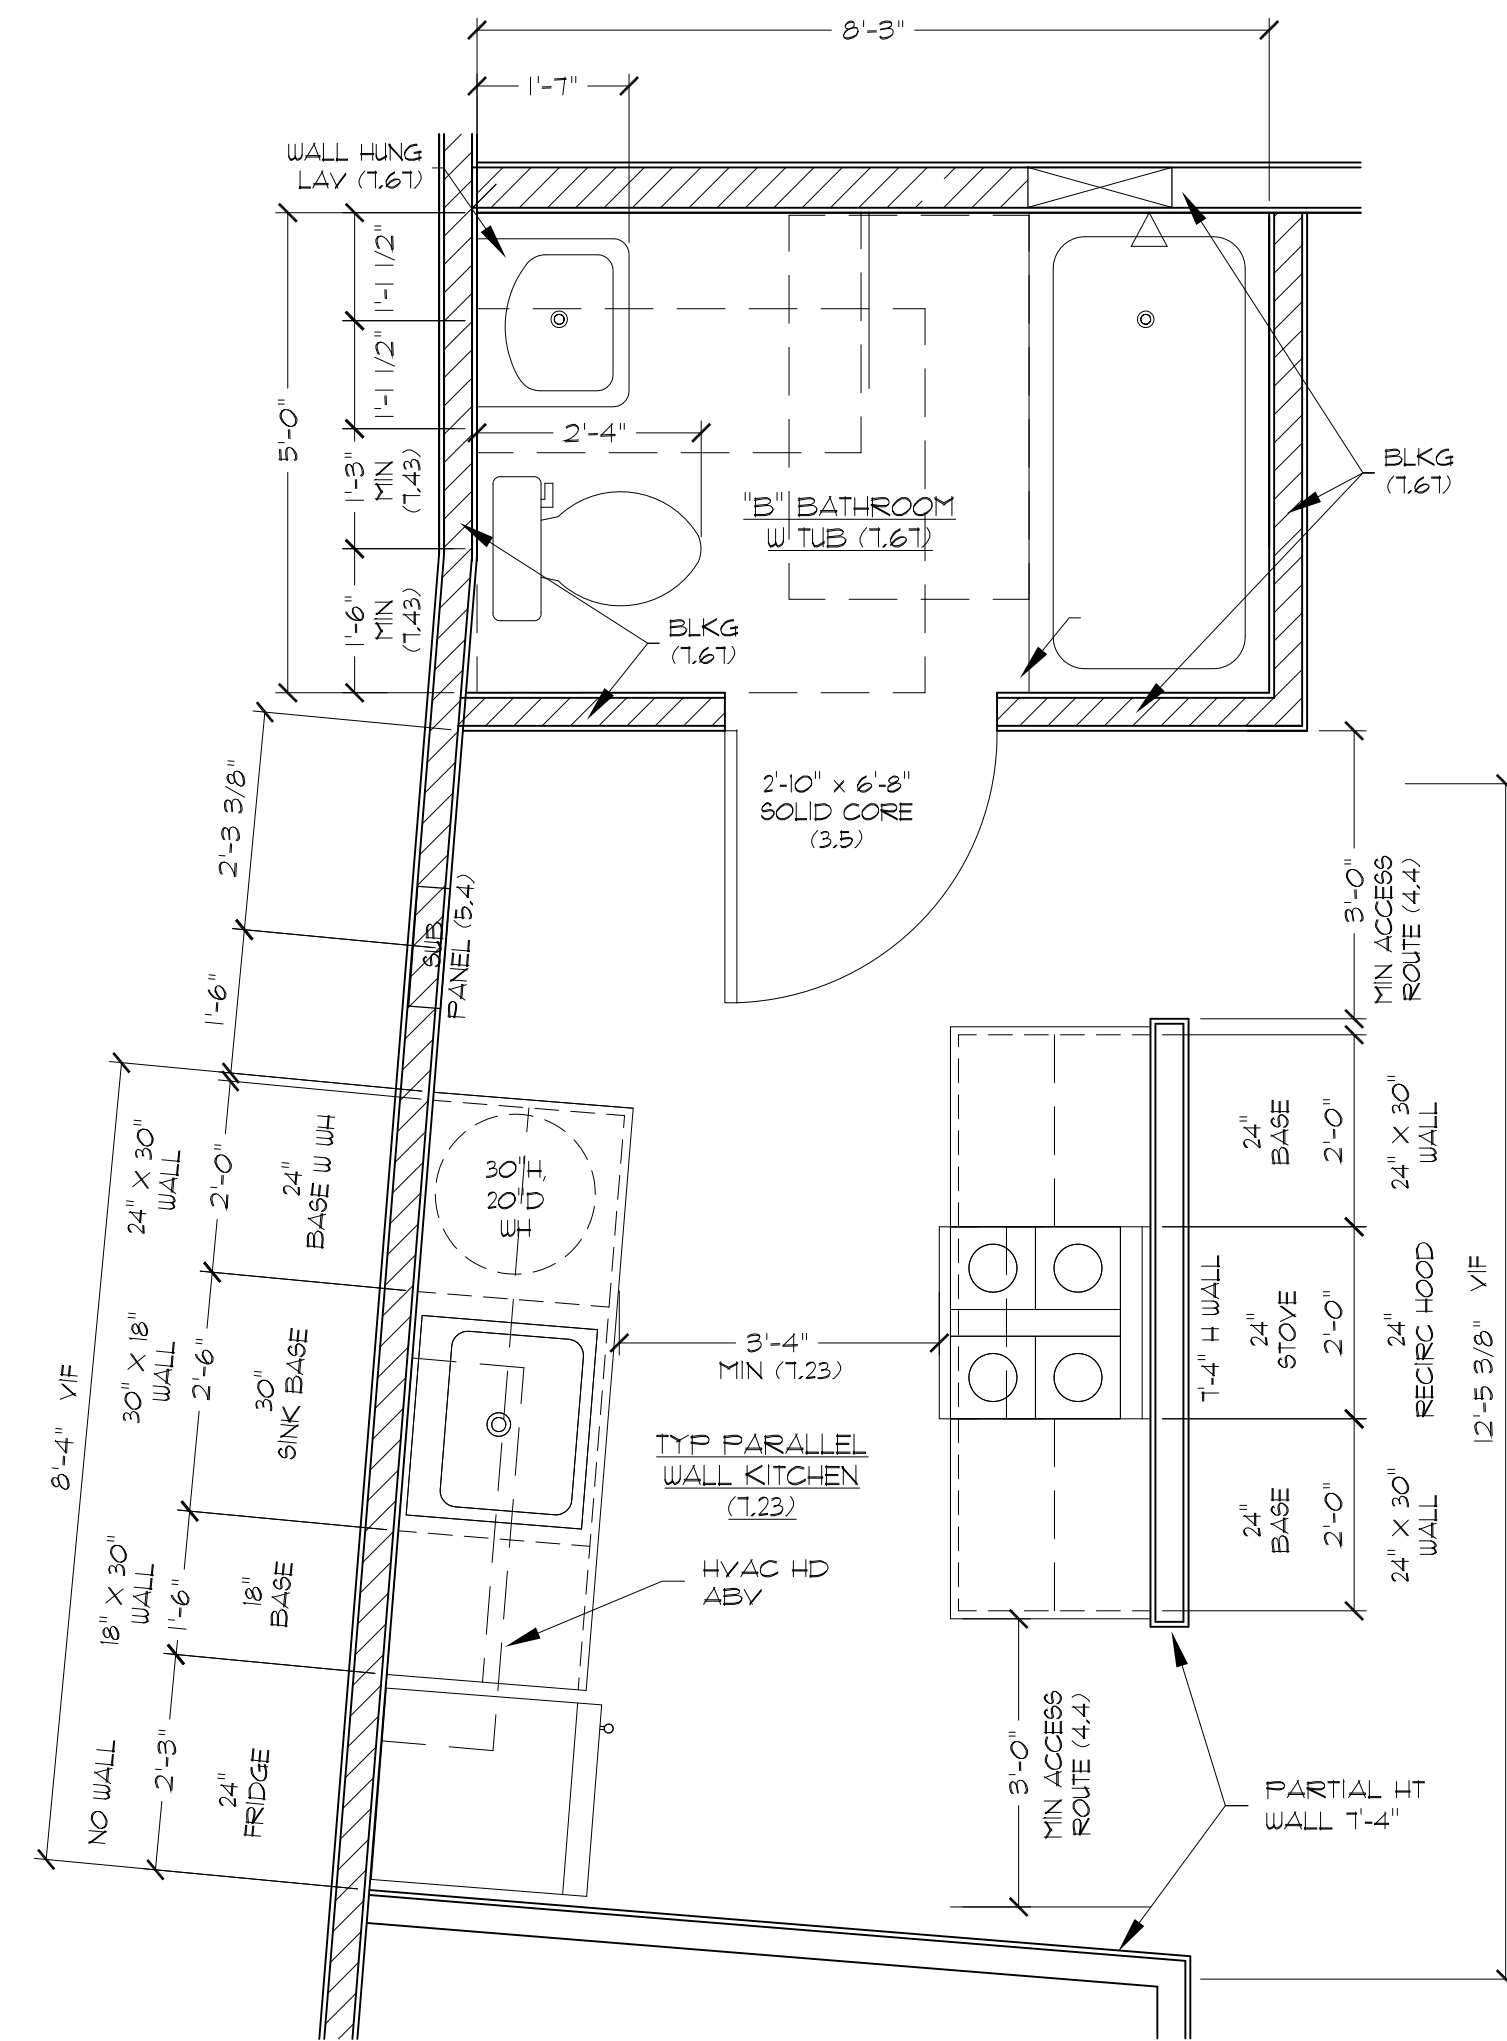 8'-3"
1'-7"
WALL HUNG
LAV (7.67)
1'-1 1/2"
1'-1 1/2"
5'-0"
1'-3"
MIN
(7.43)
1'-6"
MIN
(7.43)
2'-4"
"B" BATHROOM
W TUB (7.67)
BLKG
(7.67)
BLKG
(7.67)
2'-10" x 6'-8"
SOLID CORE
(3.5)
2'-3 3/8"
1'-6"
SUB
PANEL (5.4)
3'-0"
MIN ACCESS
ROUTE (4.4)
8'-4" VIF
24" X 30"
WALL
2'-0"
24"
BASE W WH
30"H,
20"D
WH
30" X 18"
WALL
2'-6"
30"
SINK BASE
18" X 30"
WALL
1'-6"
18"
BASE
NO WALL
2'-3"
24"
FRIDGE
3'-4"
MIN (7.23)
TYP PARALLEL
WALL KITCHEN
(7.23)
HVAC HD
ABV
24"
BASE
2'-0"
24" X 30"
WALL
7'-4" H WALL
24"
STOVE
2'-0"
24"
RECIRC HOOD
24"
BASE
2'-0"
24" X 30"
WALL
12'-5 3/8" VIF
3'-0"
MIN ACCESS
ROUTE (4.4)
PARTIAL HT
WALL 7'-4"